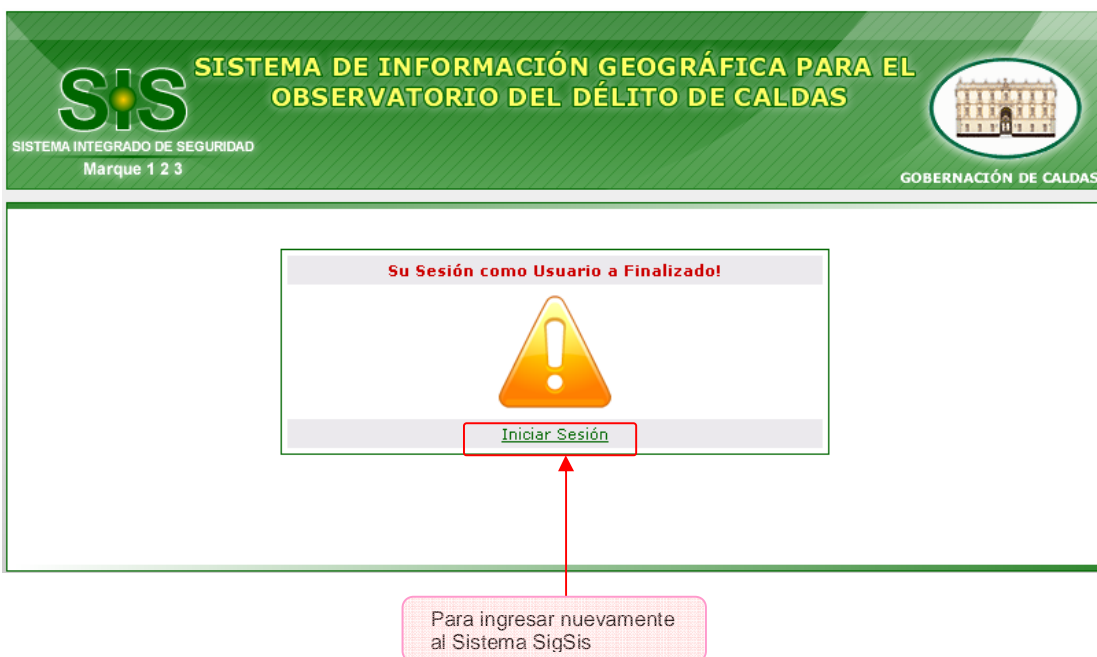 SISTEMA DE INFORMACIÓN GEOGRÁFICA PARA EL
OBSERVATORIO DEL DÉLITO DE CALDAS
SIS
SISTEMA INTEGRADO DE SEGURIDAD
Marque 1 2 3
GOBERNACIÓN DE CALDAS
Su Sesión como Usuario a Finalizado!
Iniciar Sesión
Para ingresar nuevamente
al Sistema SigSis